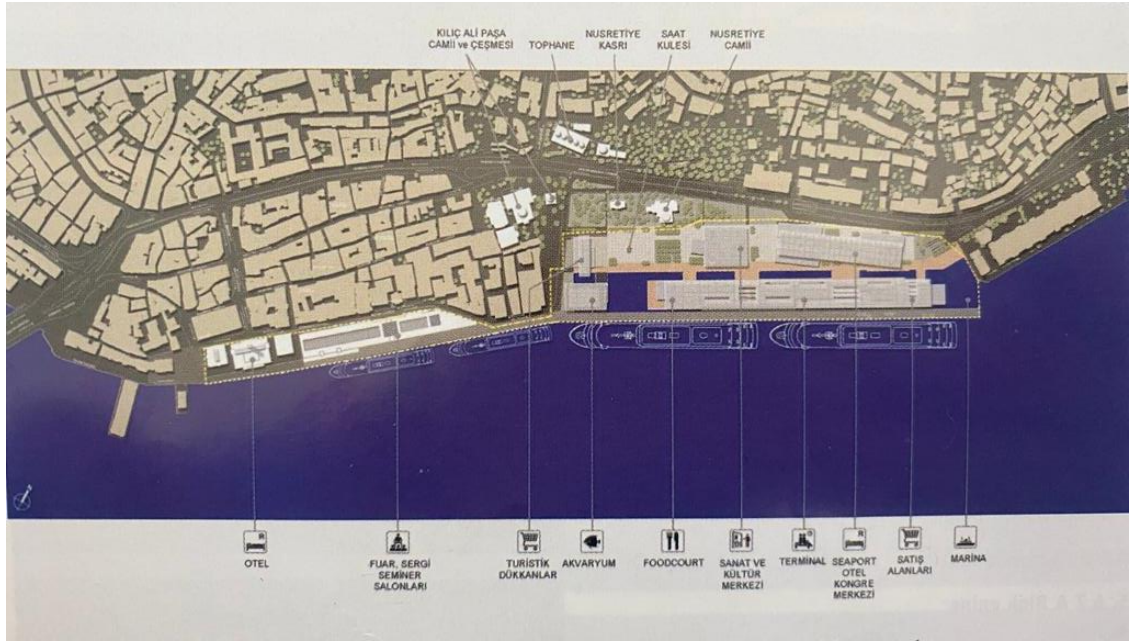 KILIÇ ALİ PAŞA
CAMİİ ve ÇEŞMESİ
TOPHANE
NUSRETİYE
KASRI
SAAT
KULESİ
NUSRETİYE
CAMİİ
R
OTEL
FUAR, SERGİ
SEMİNER
SALONLARI
TURİSTİK
DÜKKANLAR
AKVARYUM
FOODCOURT
SANAT VE
KÜLTÜR
MERKEZİ
TERMINAL
R
SEAPORT
OTEL
KONGRE
MERKEZİ
SATIŞ
ALANLARI
MARİNA